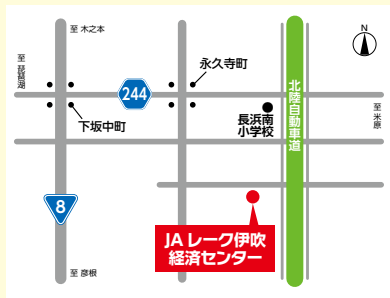 至 木之本
N
至 琵琶湖
永久寺町
244
下坂中町
長浜南
小学校
北陸自動車道
至 米原
8
JA レーク伊吹
経済センター
至 彦根